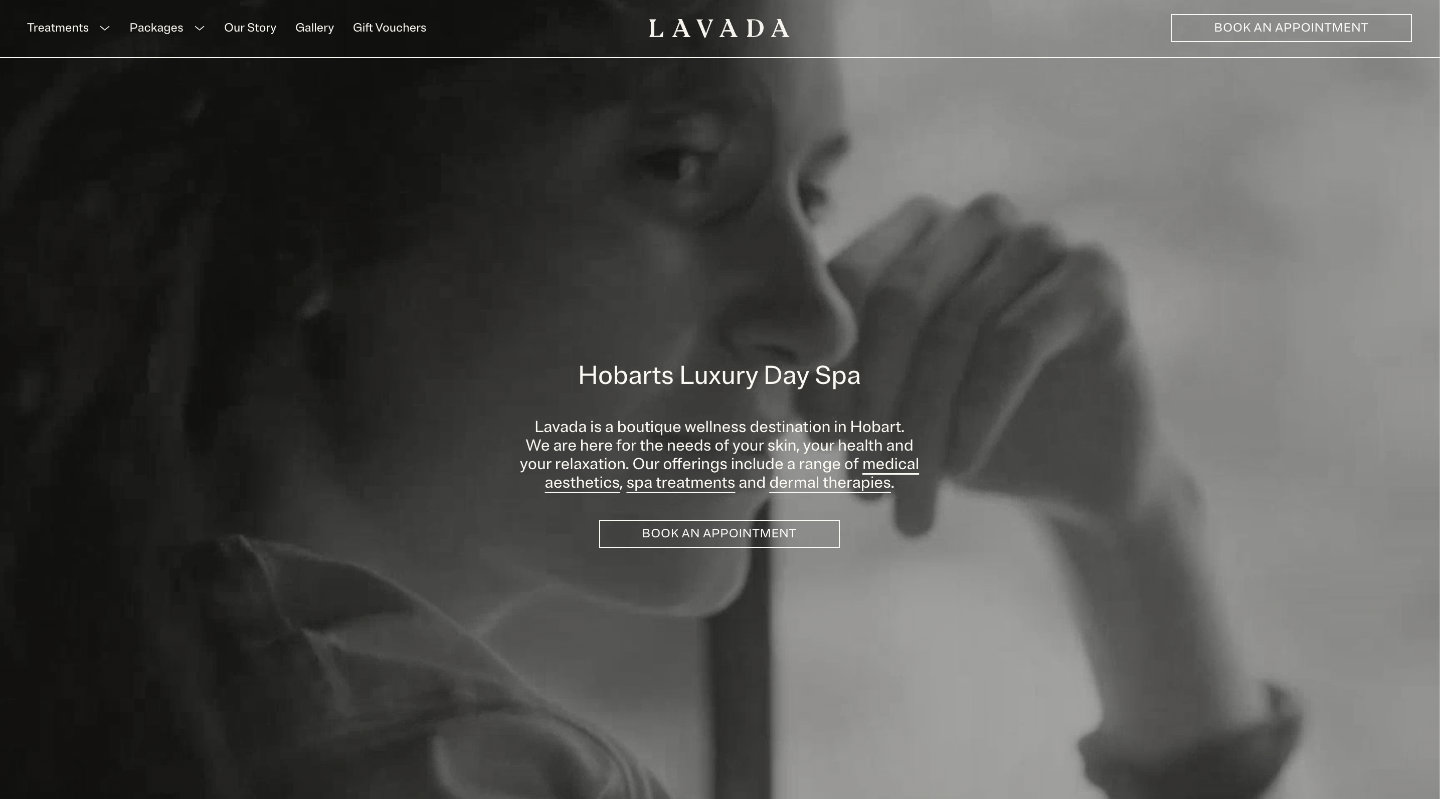 Treatments Packages Our Story Gallery Gift Vouchers LAVADA BOOK AN APPOINTMENT
Hobarts Luxury Day Spa
Lavada is a boutique wellness destination in Hobart.
We are here for the needs of your skin, your health and
your relaxation. Our offerings include a range of medical
aesthetics, spa treatments and dermal therapies.
BOOK AN APPOINTMENT